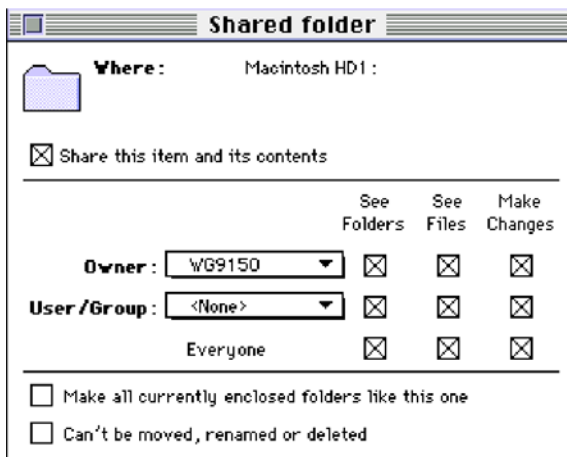 Shared folder
Where: Macintosh HD1:
Share this item and its contents
See Folders See Files Make Changes
Owner: WG9150
User/Group: <None>
Everyone
Make all currently enclosed folders like this one
Can't be moved, renamed or deleted